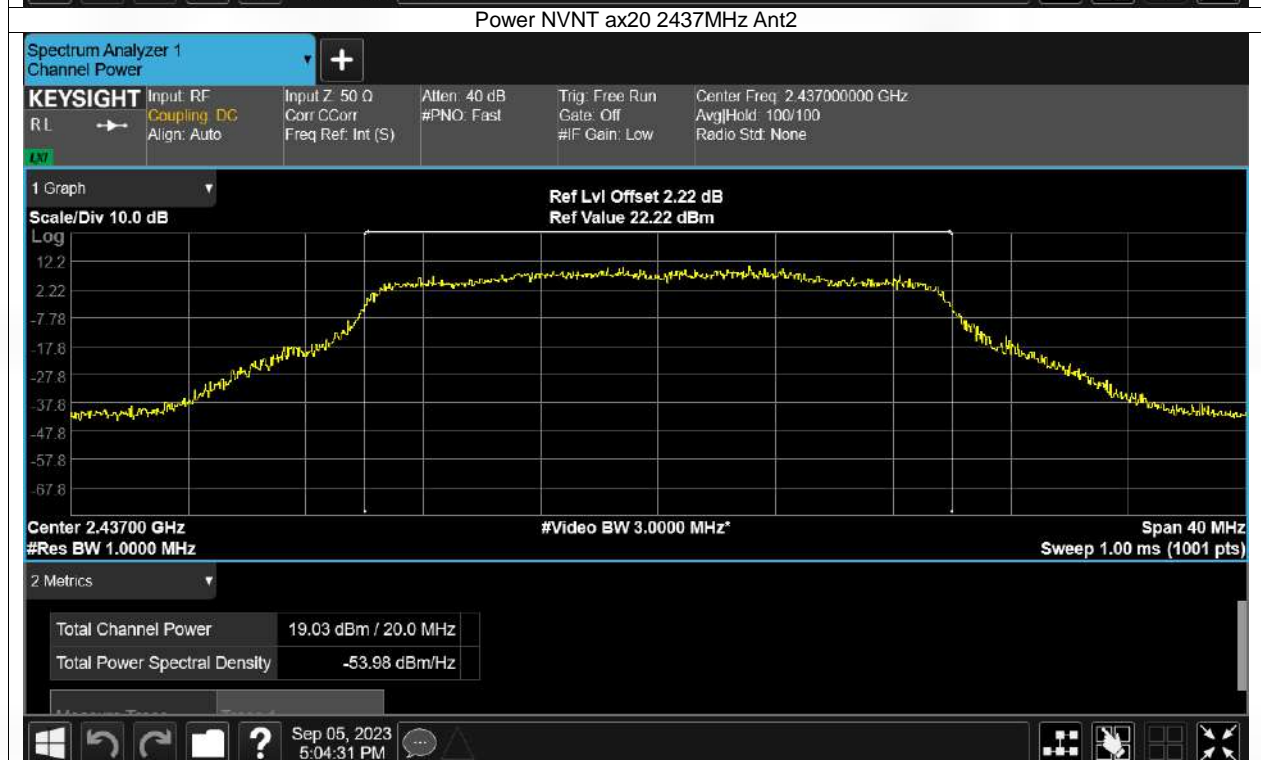 Power NVNT ax20 2437MHz Ant2
Spectrum Analyzer 1
Channel Power
KEYSIGHT
R L
LXI
Input: RF
Coupling: DC
Align: Auto
Input Z: 50 Ω
Corr CCorr
Freq Ref: Int (S)
Atten: 40 dB
#PNO: Fast
Trig: Free Run
Gate: Off
#IF Gain: Low
Center Freq: 2.437000000 GHz
Avg|Hold: 100/100
Radio Std: None
1 Graph
Scale/Div 10.0 dB
Ref Lvl Offset 2.22 dB
Ref Value 22.22 dBm
Log
12.2
2.22
-7.78
-17.8
-27.8
-37.8
-47.8
-57.8
-67.8
Center 2.43700 GHz
#Res BW 1.0000 MHz
#Video BW 3.0000 MHz*
Span 40 MHz
Sweep 1.00 ms (1001 pts)
2 Metrics
Total Channel Power 19.03 dBm / 20.0 MHz
Total Power Spectral Density -53.98 dBm/Hz
?
Sep 05, 2023
5:04:31 PM